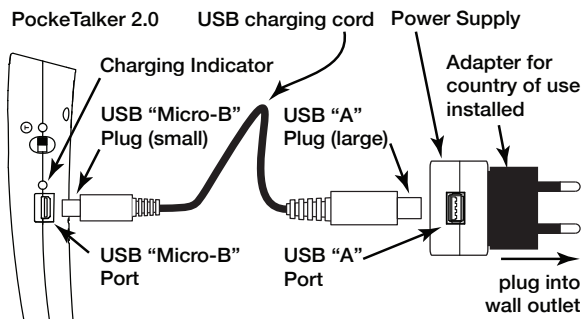 PockeTalker 2.0
USB charging cord
Power Supply
Charging Indicator
Adapter for
country of use
installed
USB “Micro-B”
Plug (small)
USB “A”
Plug (large)
T
USB “Micro-B”
Port
USB “A”
Port
plug into
wall outlet